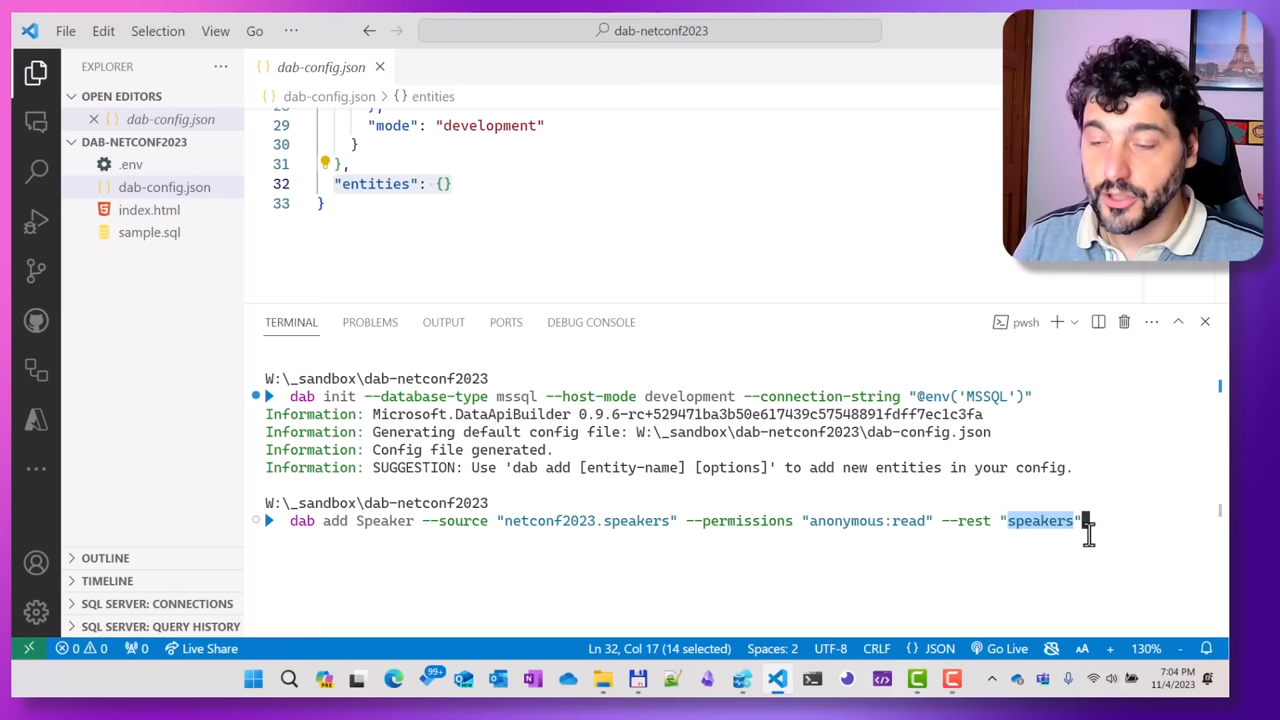 File Edit Selection View Go ··· dab-netconf2023
EXPLORER ···
OPEN EDITORS
dab-config.json
DAB-NETCONF2023
.env
dab-config.json
index.html
sample.sql
OUTLINE
TIMELINE
SQL SERVER: CONNECTIONS
SQL SERVER: QUERY HISTORY
dab-config.json
dab-config.json > {} entities
28 },
29 "mode": "development"
30 }
31 },
32 "entities": {}
33 }
TERMINAL PROBLEMS OUTPUT PORTS DEBUG CONSOLE pwsh
W:\_sandbox\dab-netconf2023
dab init --database-type mssql --host-mode development --connection-string "@env('MSSQL')"
Information: Microsoft.DataApiBuilder 0.9.6-rc+529471ba3b50e617439c57548891fdff7ec1c3fa
Information: Generating default config file: W:\_sandbox\dab-netconf2023\dab-config.json
Information: Config file generated.
Information: SUGGESTION: Use 'dab add [entity-name] [options]' to add new entities in your config.
W:\_sandbox\dab-netconf2023
dab add Speaker --source "netconf2023.speakers" --permissions "anonymous:read" --rest "speakers"
0 0 0 Live Share Ln 32, Col 17 (14 selected) Spaces: 2 UTF-8 CRLF {} JSON Go Live 130%
99+
7:04 PM
11/4/2023